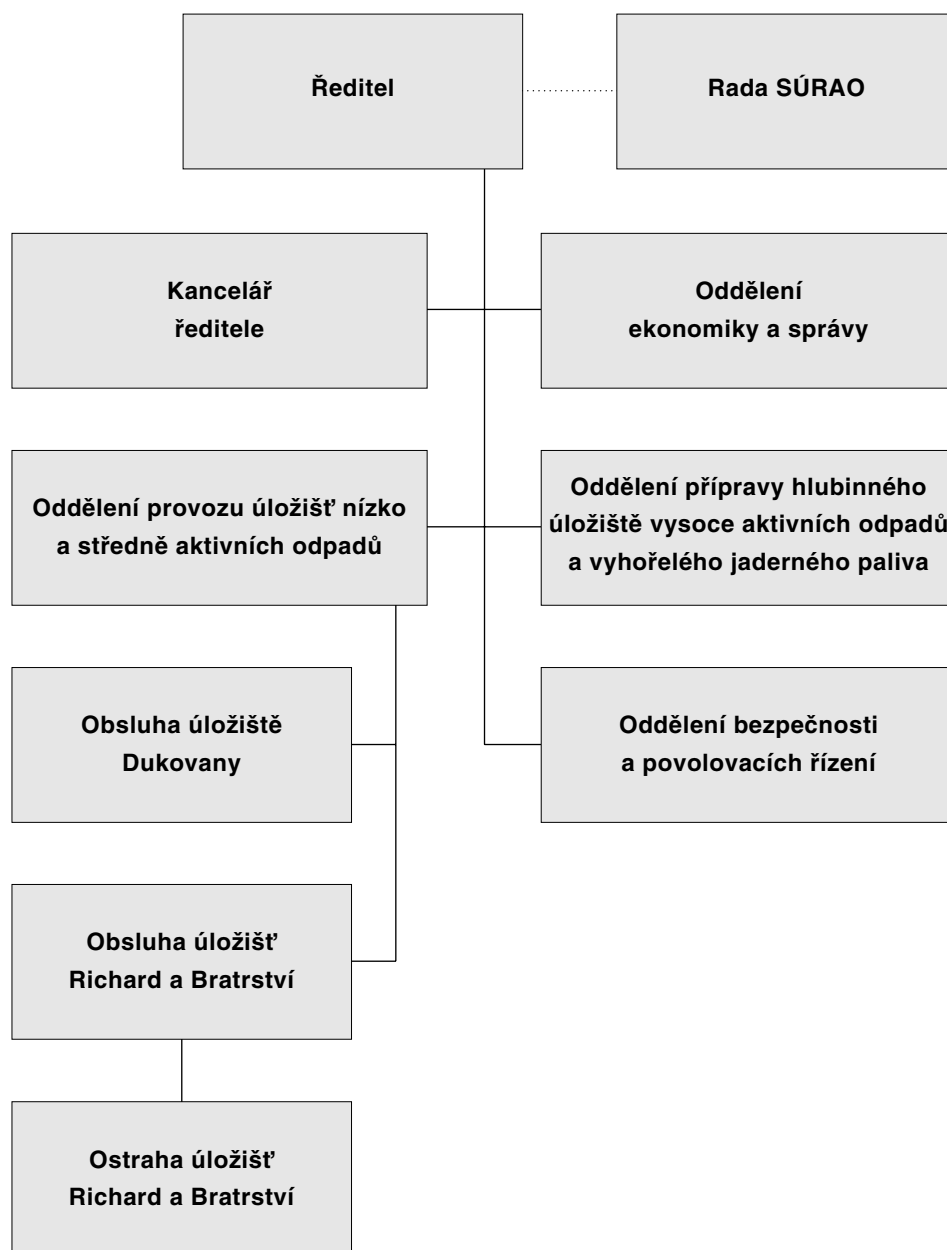 Ředitel
Rada SÚRAO
Kancelář
ředitele
Oddělení
ekonomiky a správy
Oddělení provozu úložišť nízko
a středně aktivních odpadů
Oddělení přípravy hlubinného
úložiště vysoce aktivních odpadů
a vyhořelého jaderného paliva
Obsluha úložiště
Dukovany
Oddělení bezpečnosti
a povolovacích řízení
Obsluha úložišť
Richard a Bratrství
Ostraha úložišť
Richard a Bratrství